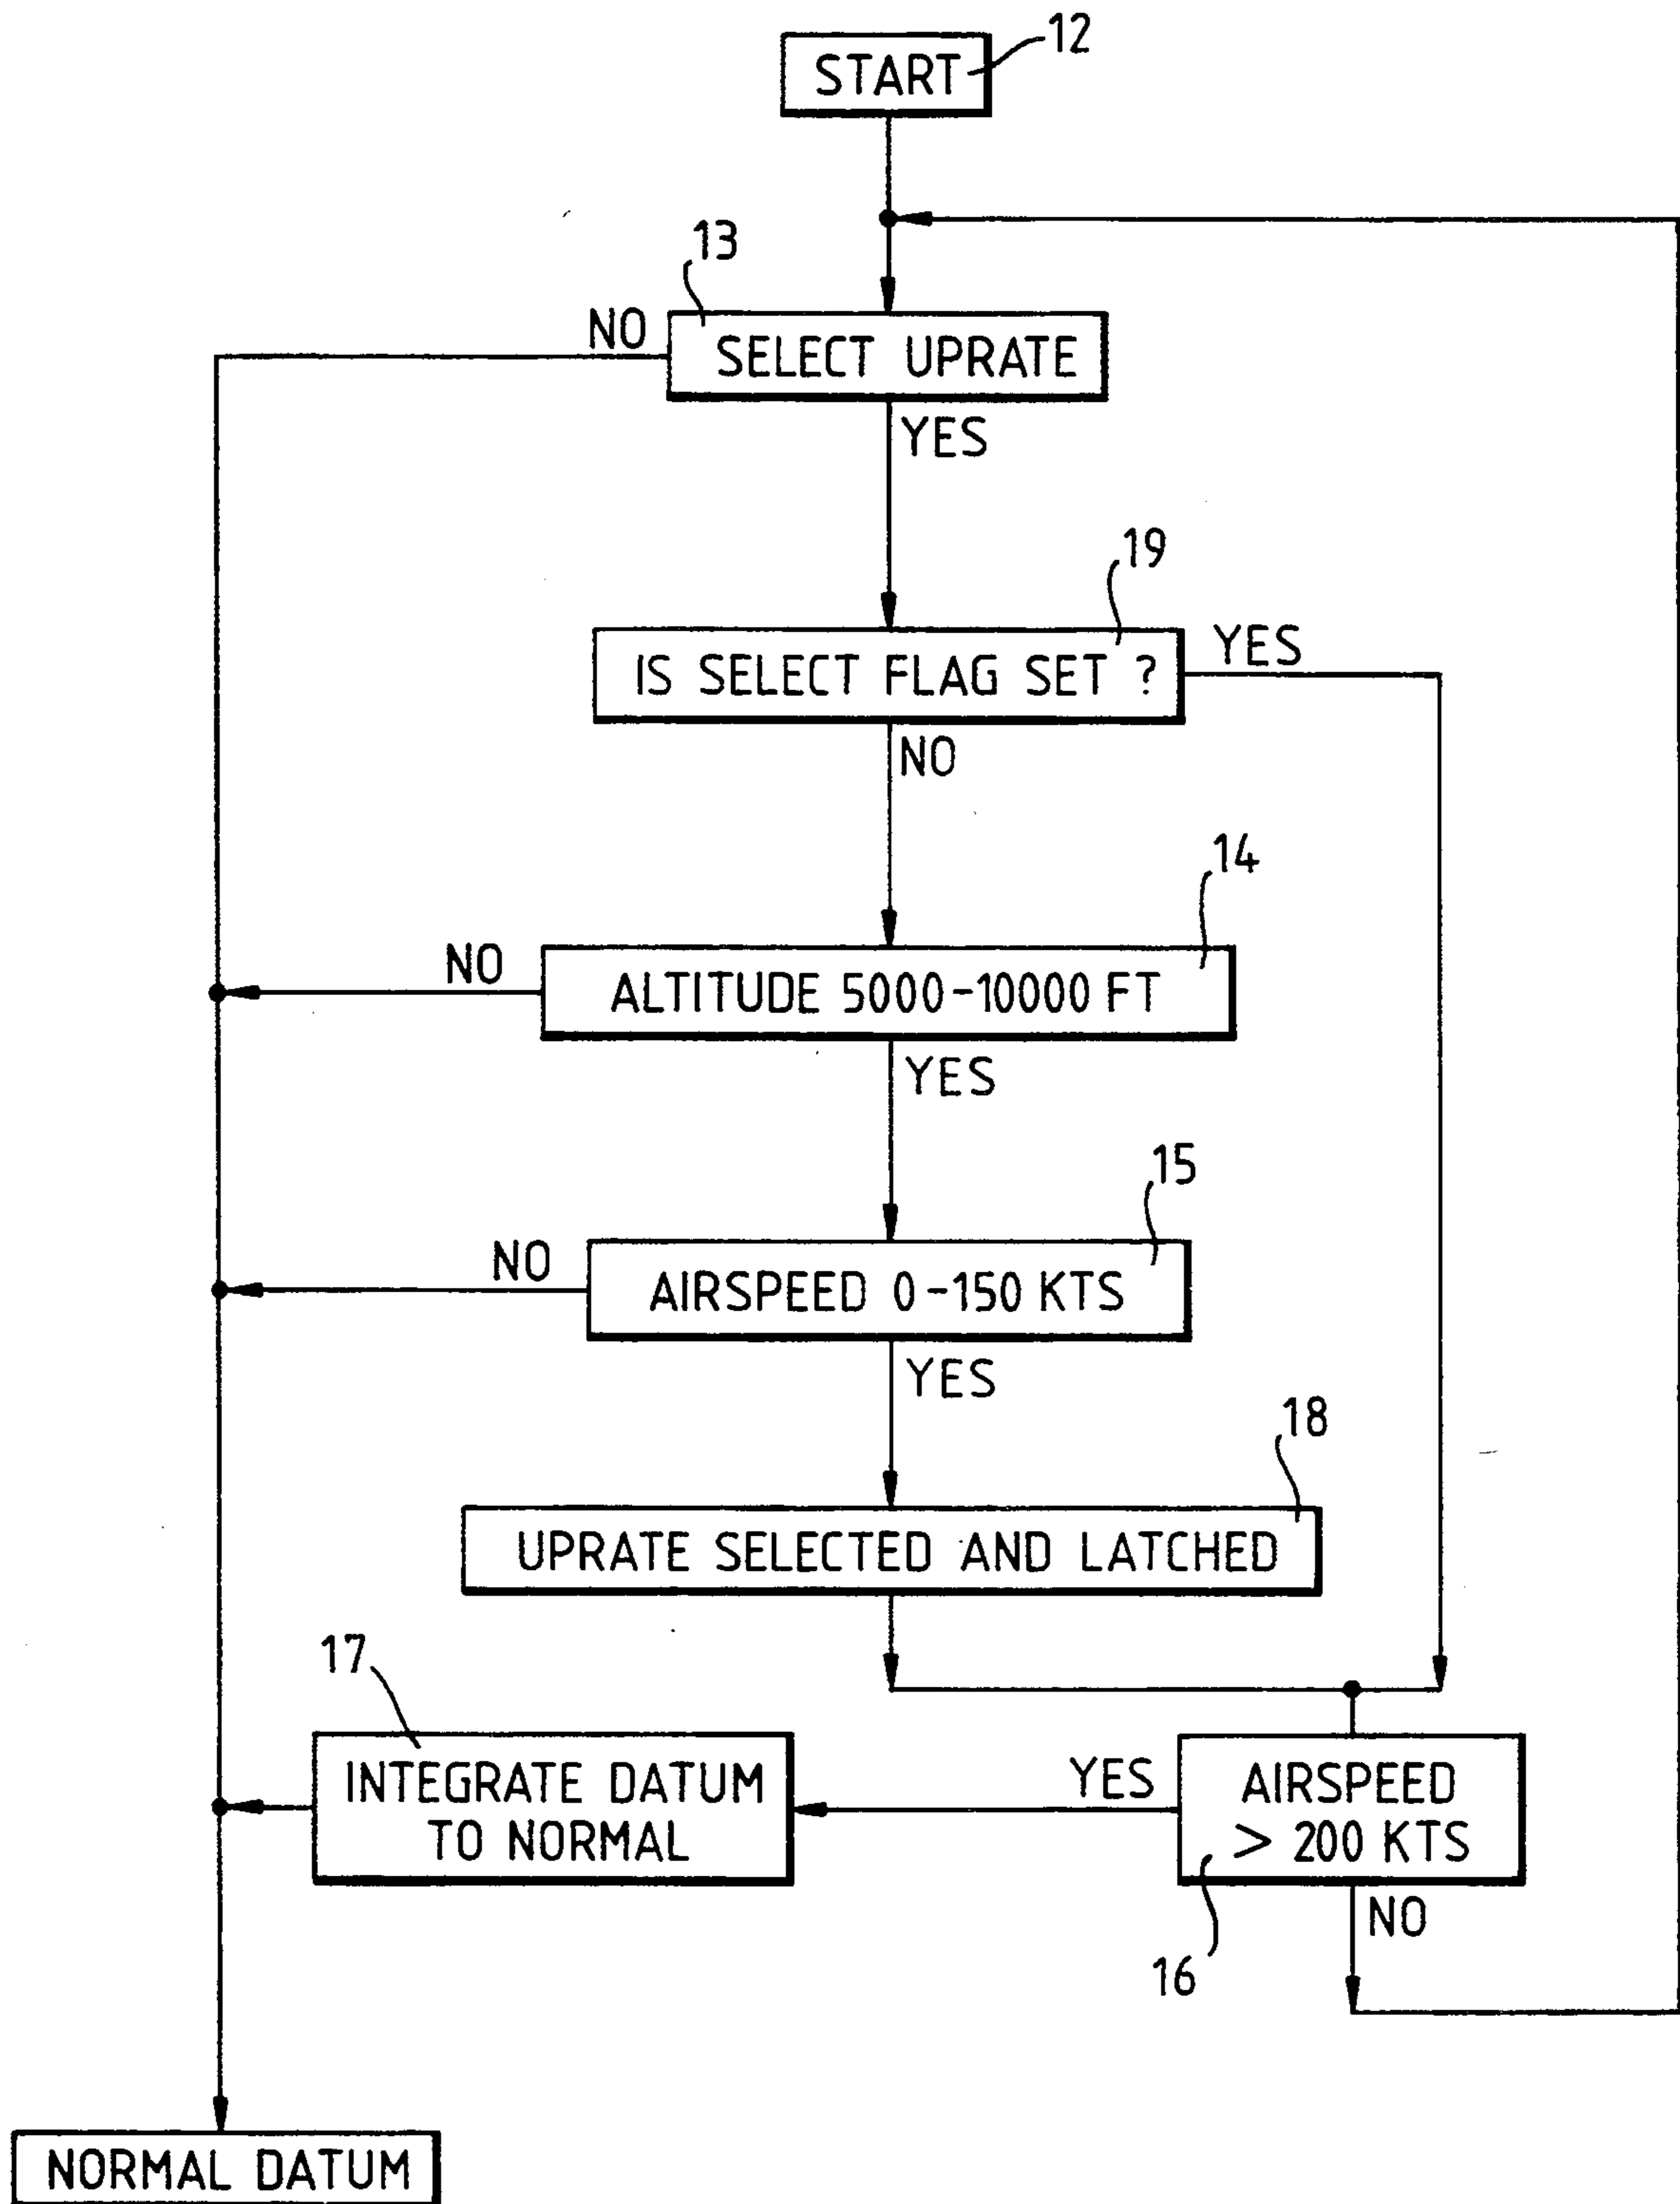 START
12
13
NO
SELECT UPRATE
YES
19
IS SELECT FLAG SET ?
YES
NO
14
NO
ALTITUDE 5000-10000 FT
YES
15
NO
AIRSPEED 0-150 KTS
YES
18
UPRATE SELECTED AND LATCHED
17
INTEGRATE DATUM
TO NORMAL
YES
AIRSPEED
> 200 KTS
NO
16
NORMAL DATUM